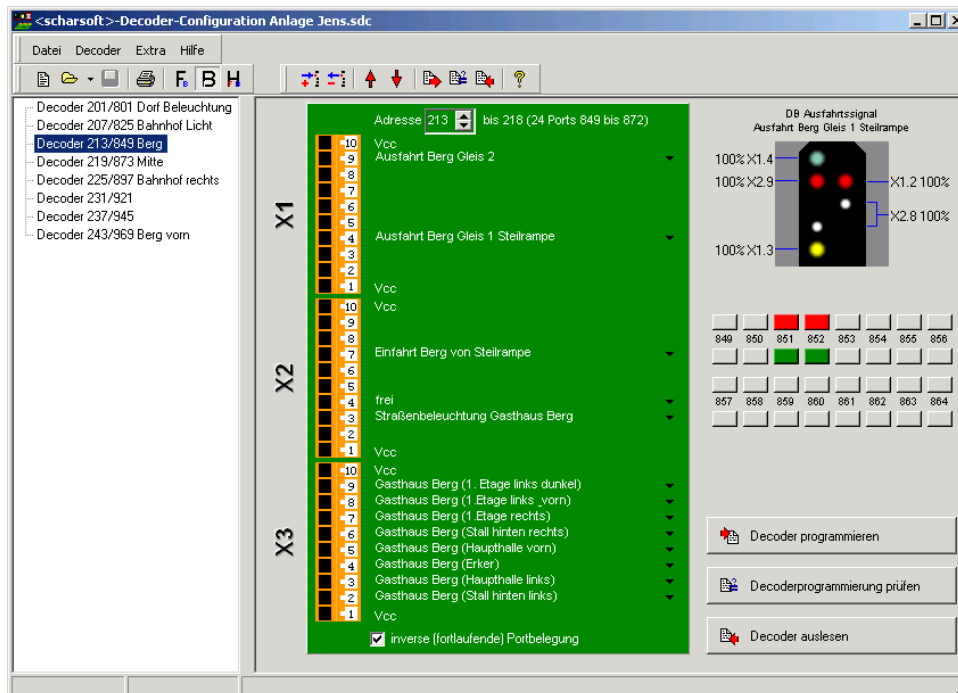 <scharsoft>-Decoder-Configuration Anlage Jens.sdc
Datei Decoder Extra Hilfe
F B H ?
Decoder 201/801 Dorf Beleuchtung
Decoder 207/825 Bahnhof Licht
Decoder 213/849 Berg
Decoder 219/873 Mitte
Decoder 225/897 Bahnhof rechts
Decoder 231/921
Decoder 237/945
Decoder 243/969 Berg vorn
Adresse 213 bis 218 (24 Ports 849 bis 872)
X1
10 Vcc
9 Ausfahrt Berg Gleis 2
8
7
6
5
4 Ausfahrt Berg Gleis 1 Steilrampe
3
2
1 Vcc
X2
10 Vcc
9
8
7 Einfahrt Berg von Steilrampe
6
5
4 frei
3 Straßenbeleuchtung Gasthaus Berg
2
1 Vcc
X3
10 Vcc
9 Gasthaus Berg (1. Etage links dunkel)
8 Gasthaus Berg (1.Etage links_vorn)
7 Gasthaus Berg (1.Etage rechts)
6 Gasthaus Berg (Stall hinten rechts)
5 Gasthaus Berg (Haupthalle vorn)
4 Gasthaus Berg (Erker)
3 Gasthaus Berg (Haupthalle links)
2 Gasthaus Berg (Stall hinten links)
1 Vcc
inverse (fortlaufende) Portbelegung
DB Ausfahrtssignal
Ausfahrt Berg Gleis 1 Steilrampe
100% X1.4
100% X2.9 X1.2 100%
X2.8 100%
100% X1.3
849 850 851 852 853 854 855 856
857 858 859 860 861 862 863 864
Decoder programmieren
Decoderprogrammierung prüfen
Decoder auslesen